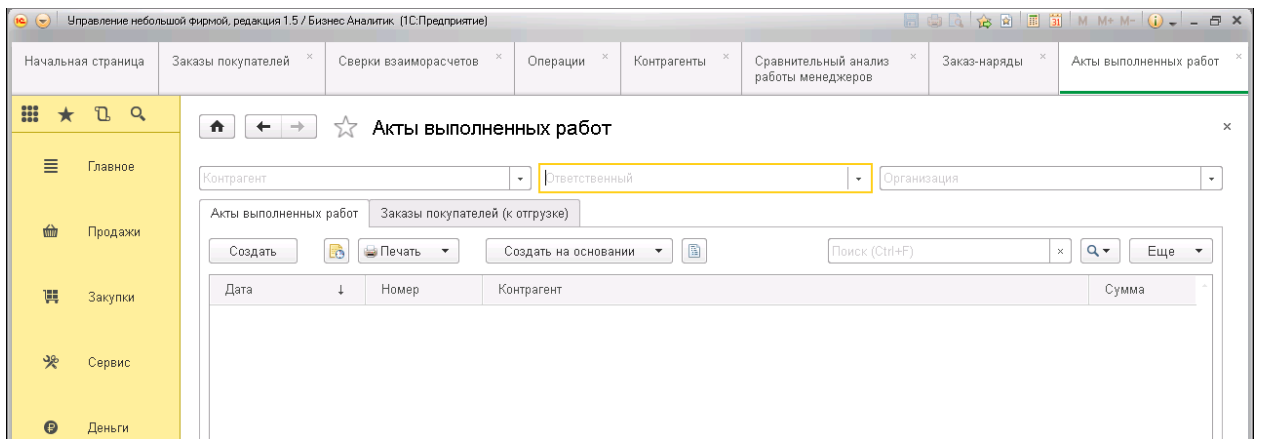 Управление небольшой фирмой, редакция 1.5 / Бизнес Аналитик (1С:Предприятие)
M M+ M-
Начальная страница
Заказы покупателей
Сверки взаиморасчетов
Операции
Контрагенты
Сравнительный анализ
работы менеджеров
Заказ-наряды
Акты выполненных работ
Акты выполненных работ
Главное
Контрагент
Ответственный
Организация
Акты выполненных работ
Заказы покупателей (к отгрузке)
Продажи
Создать
Печать
Создать на основании
Поиск (Ctrl+F)
Еще
Дата
Номер
Контрагент
Сумма
Закупки
Сервис
Деньги